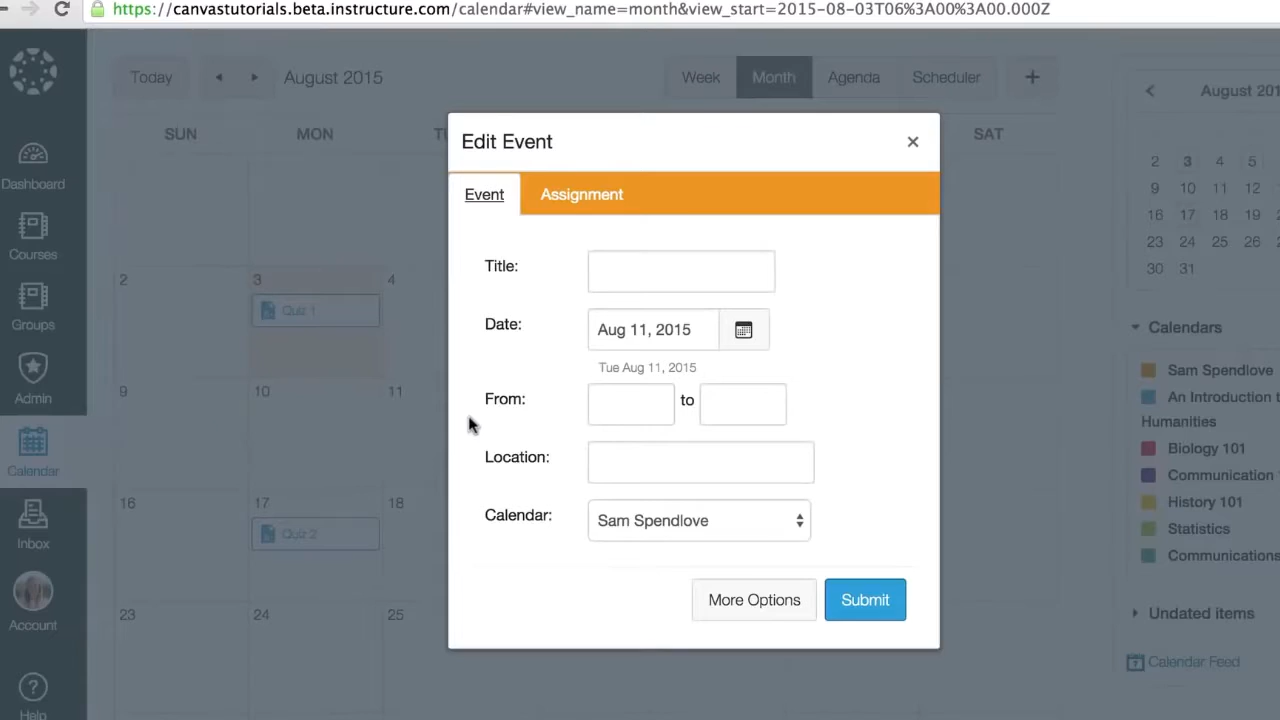 https://canvastutorials.beta.instructure.com/calendar#view_name=month&view_start=2015-08-03T06%3A00%3A00.000Z
Today
August 2015
Week
Month
Agenda
Scheduler
+
August 201
SUN
MON
TU
SAT
Dashboard
Courses
Groups
Admin
Calendar
Inbox
Account
Help
2
3
4
Quiz 1
9
10
11
16
17
18
Quiz 2
23
24
25
Edit Event
×
Event
Assignment
Title:
Date:
Aug 11, 2015
Tue Aug 11, 2015
From:
to
Location:
Calendar:
Sam Spendlove
More Options
Submit
2 3 4 5
9 10 11 12
16 17 18 19
23 24 25 26
30 31
Calendars
Sam Spendlove
An Introduction t
Humanities
Biology 101
Communication
History 101
Statistics
Communications
Undated items
Calendar Feed